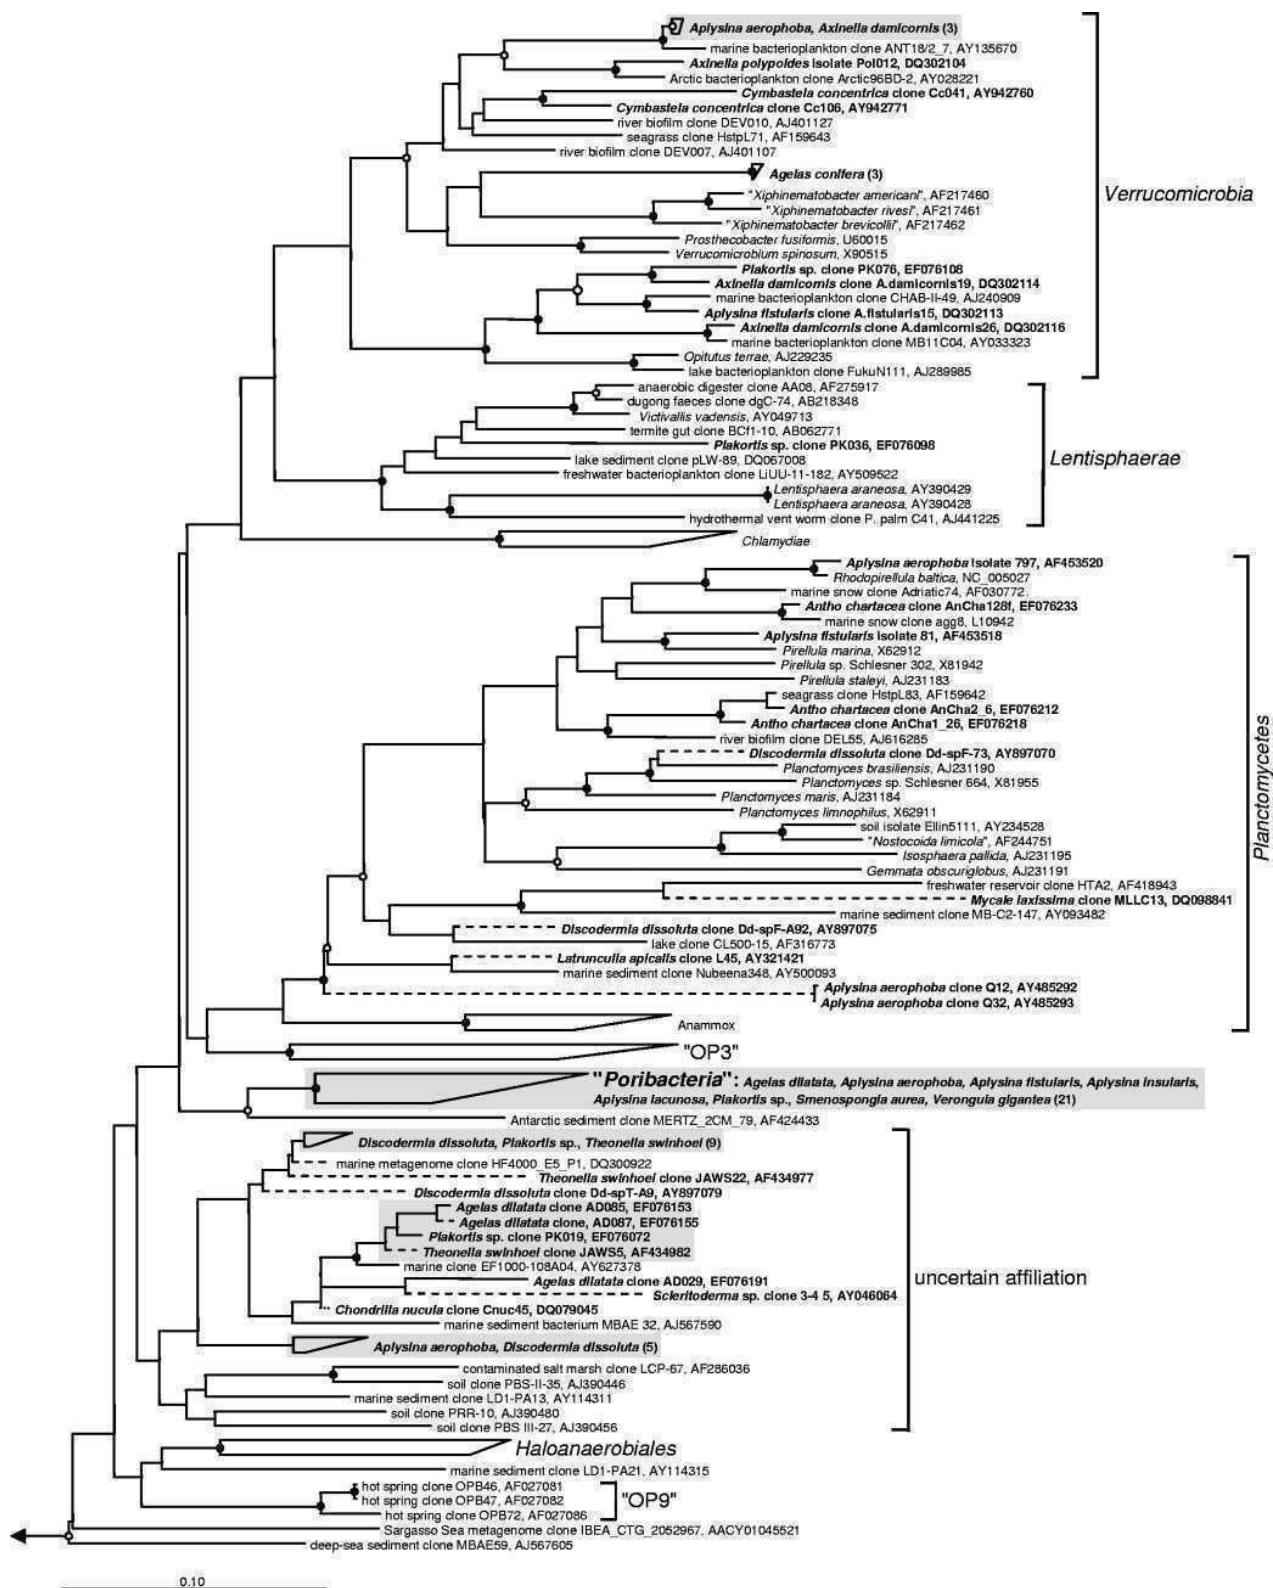 Aplysina aerophoba, Axinella damicornis (3)
marine bacterioplankton clone ANT18/2_7, AY135670
Axinella polypoides isolate Pol012, DQ302104
Arctic bacterioplankton clone Arctic96BD-2, AY028221
Cymbastela concentrica clone Cc041, AY942760
Cymbastela concentrica clone Cc106, AY942771
river biofilm clone DEV010, AJ401127
seagrass clone HstpL71, AF159643
river biofilm clone DEV007, AJ401107
Agelas conifera (3)
Verrucomicrobia
"Xiphinematobacter americani", AF217460
"Xiphinematobacter rivesi", AF217461
"Xiphinematobacter brevicollii", AF217462
Prosthecobacter fusiformis, U60015
Verrucomicrobium spinosum, X90515
Plakortis sp. clone PK076, EF076108
Axinella damicornis clone A.damicornis19, DQ302114
marine bacterioplankton clone CHAB-II-49, AJ240909
Aplysina fistularis clone A.fistularis15, DQ302113
Axinella damicornis clone A.damicornis26, DQ302116
marine bacterioplankton clone MB11C04, AY033323
Opitutus terrae, AJ229235
lake bacterioplankton clone FukuN111, AJ289985
anaerobic digester clone AA08, AF275917
dugong faeces clone dgC-74, AB218348
Victivallis vadensis, AY049713
termite gut clone BCf1-10, AB062771
Plakortis sp. clone PK036, EF076098
Lentisphaerae
lake sediment clone pLW-89, DQ067008
freshwater bacterioplankton clone LiUU-11-182, AY509522
Lentisphaera araneosa, AY390429
Lentisphaera araneosa, AY390428
hydrothermal vent worm clone P. palm C41, AJ441225
Chlamydiae
Aplysina aerophoba isolate 797, AF453520
Rhodopirellula baltica, NC_005027
marine snow clone Adriatic74, AF030772
Antho chartacea clone AnCha128f, EF076233
marine snow clone agg8, L10942
Aplysina fistularis isolate 81, AF453518
Pirellula marina, X62912
Pirellula sp. Schlesner 302, X81942
Pirellula staleyi, AJ231183
seagrass clone HstpL83, AF159642
Antho chartacea clone AnCha2_6, EF076212
Antho chartacea clone AnCha1_26, EF076218
river biofilm clone DEL55, AJ616285
Discodermia dissoluta clone Dd-spF-73, AY897070
Planctomyces brasiliensis, AJ231190
Planctomyces sp. Schlesner 664, X81955
Planctomyces maris, AJ231184
Planctomyces limnophilus, X62911
Planctomycetes
soil isolate Ellin5111, AY234528
"Nostocoida limicola", AF244751
Isosphaera pallida, AJ231195
Gemmata obscuriglobus, AJ231191
freshwater reservoir clone HTA2, AF418943
Mycale laxissima clone MLLC13, DQ098841
marine sediment clone MB-C2-147, AY093482
Discodermia dissoluta clone Dd-spF-A92, AY897075
lake clone CL500-15, AF316773
Latrunculia apicalis clone L45, AY321421
marine sediment clone Nubeena348, AY500093
Aplysina aerophoba clone Q12, AY485292
Aplysina aerophoba clone Q32, AY485293
Anammox
"OP3"
"Poribacteria": Agelas dilatata, Aplysina aerophoba, Aplysina fistularis, Aplysina insularis,
Aplysina lacunosa, Plakortis sp., Smenospongia aurea, Verongula gigantea (21)
Antarctic sediment clone MERTZ_2CM_79, AF424433
Discodermia dissoluta, Plakortis sp., Theonella swinhoei (9)
marine metagenome clone HF4000_E5_P1, DQ300922
Theonella swinhoei clone JAWS22, AF434977
Discodermia dissoluta clone Dd-spT-A9, AY897079
Agelas dilatata clone AD085, EF076153
Agelas dilatata clone, AD087, EF076155
Plakortis sp. clone PK019, EF076072
Theonella swinhoei clone JAWS5, AF434982
marine clone EF1000-108A04, AY627378
uncertain affiliation
Agelas dilatata clone AD029, EF076191
Scleritoderma sp. clone 3-4 5, AY046064
Chondrilla nucula clone Cnuc45, DQ079045
marine sediment bacterium MBAE 32, AJ567590
Aplysina aerophoba, Discodermia dissoluta (5)
contaminated salt marsh clone LCP-67, AF286036
soil clone PBS-II-35, AJ390446
marine sediment clone LD1-PA13, AY114311
soil clone PRR-10, AJ390480
soil clone PBS III-27, AJ390456
Haloanaerobiales
marine sediment clone LD1-PA21, AY114315
hot spring clone OPB46, AF027081
hot spring clone OPB47, AF027082
"OP9"
hot spring clone OPB72, AF027086
Sargasso Sea metagenome clone IBEA_CTG_2052967, AACY01045521
deep-sea sediment clone MBAE59, AJ567605
0.10